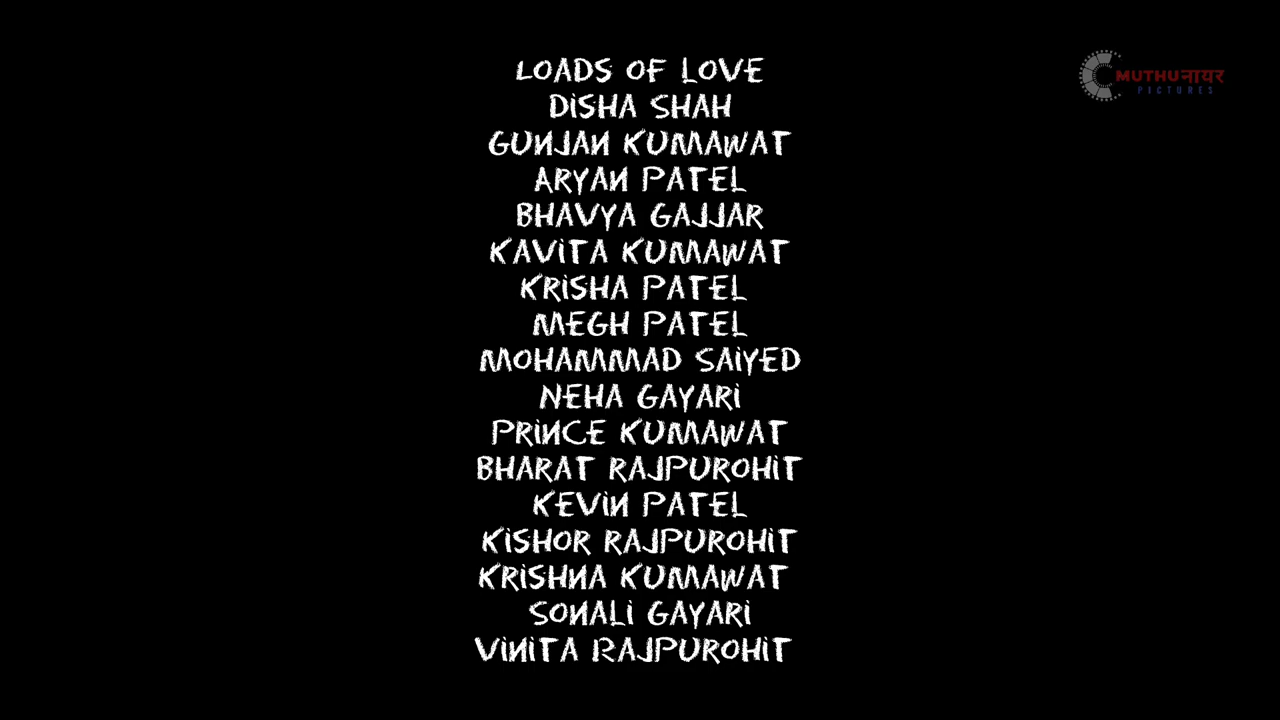 LOADS OF LOVE
DISHA SHAH
GUNJAN KUMAWAT
ARYAN PATEL
BHAVYA GAJJAR
KAVITA KUMAWAT
KRISHA PATEL
MEGH PATEL
MOHAMMAD SAIYED
NEHA GAYARI
PRINCE KUMAWAT
BHARAT RAJPUROHIT
KEVIN PATEL
KISHOR RAJPUROHIT
KRISHNA KUMAWAT
SONALI GAYARI
VINITA RAJPUROHIT
MUTHUनायर
PICTURES